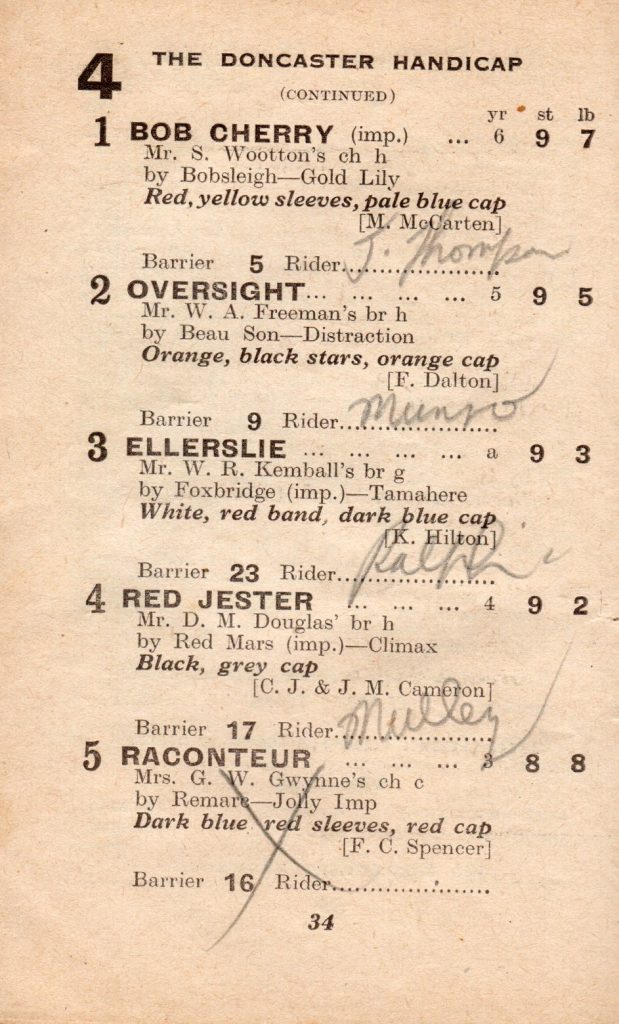 4 THE DONCASTER HANDICAP
(CONTINUED)
yr st lb
1 BOB CHERRY (imp.) ... 6 9 7
Mr. S. Wootton's ch h
by Bobsleigh—Gold Lily
Red, yellow sleeves, pale blue cap
[M. McCarten]
J. Thompson
Barrier 5 Rider....................
2 OVERSIGHT... ... ... ... 5 9 5
Mr. W. A. Freeman's br h
by Beau Son—Distraction
Orange, black stars, orange cap
[F. Dalton]
Munro
Barrier 9 Rider....................
3 ELLERSLIE ... ... ... ... a 9 3
Mr. W. R. Kemball's br g
by Foxbridge (imp.)—Tamahere
White, red band, dark blue cap
[K. Hilton]
Barrier 23 Rider....................
4 RED JESTER ... ... ... 4 9 2
Mr. D. M. Douglas' br h
by Red Mars (imp.)—Climax
Black, grey cap
[C. J. & J. M. Cameron]
Mulley
Barrier 17 Rider....................
5 RACONTEUR ... ... ... 3 8 8
Mrs. G. W. Gwynne's ch c
by Remarc—Jolly Imp
Dark blue, red sleeves, red cap
[F. C. Spencer]
Barrier 16 Rider....................
34